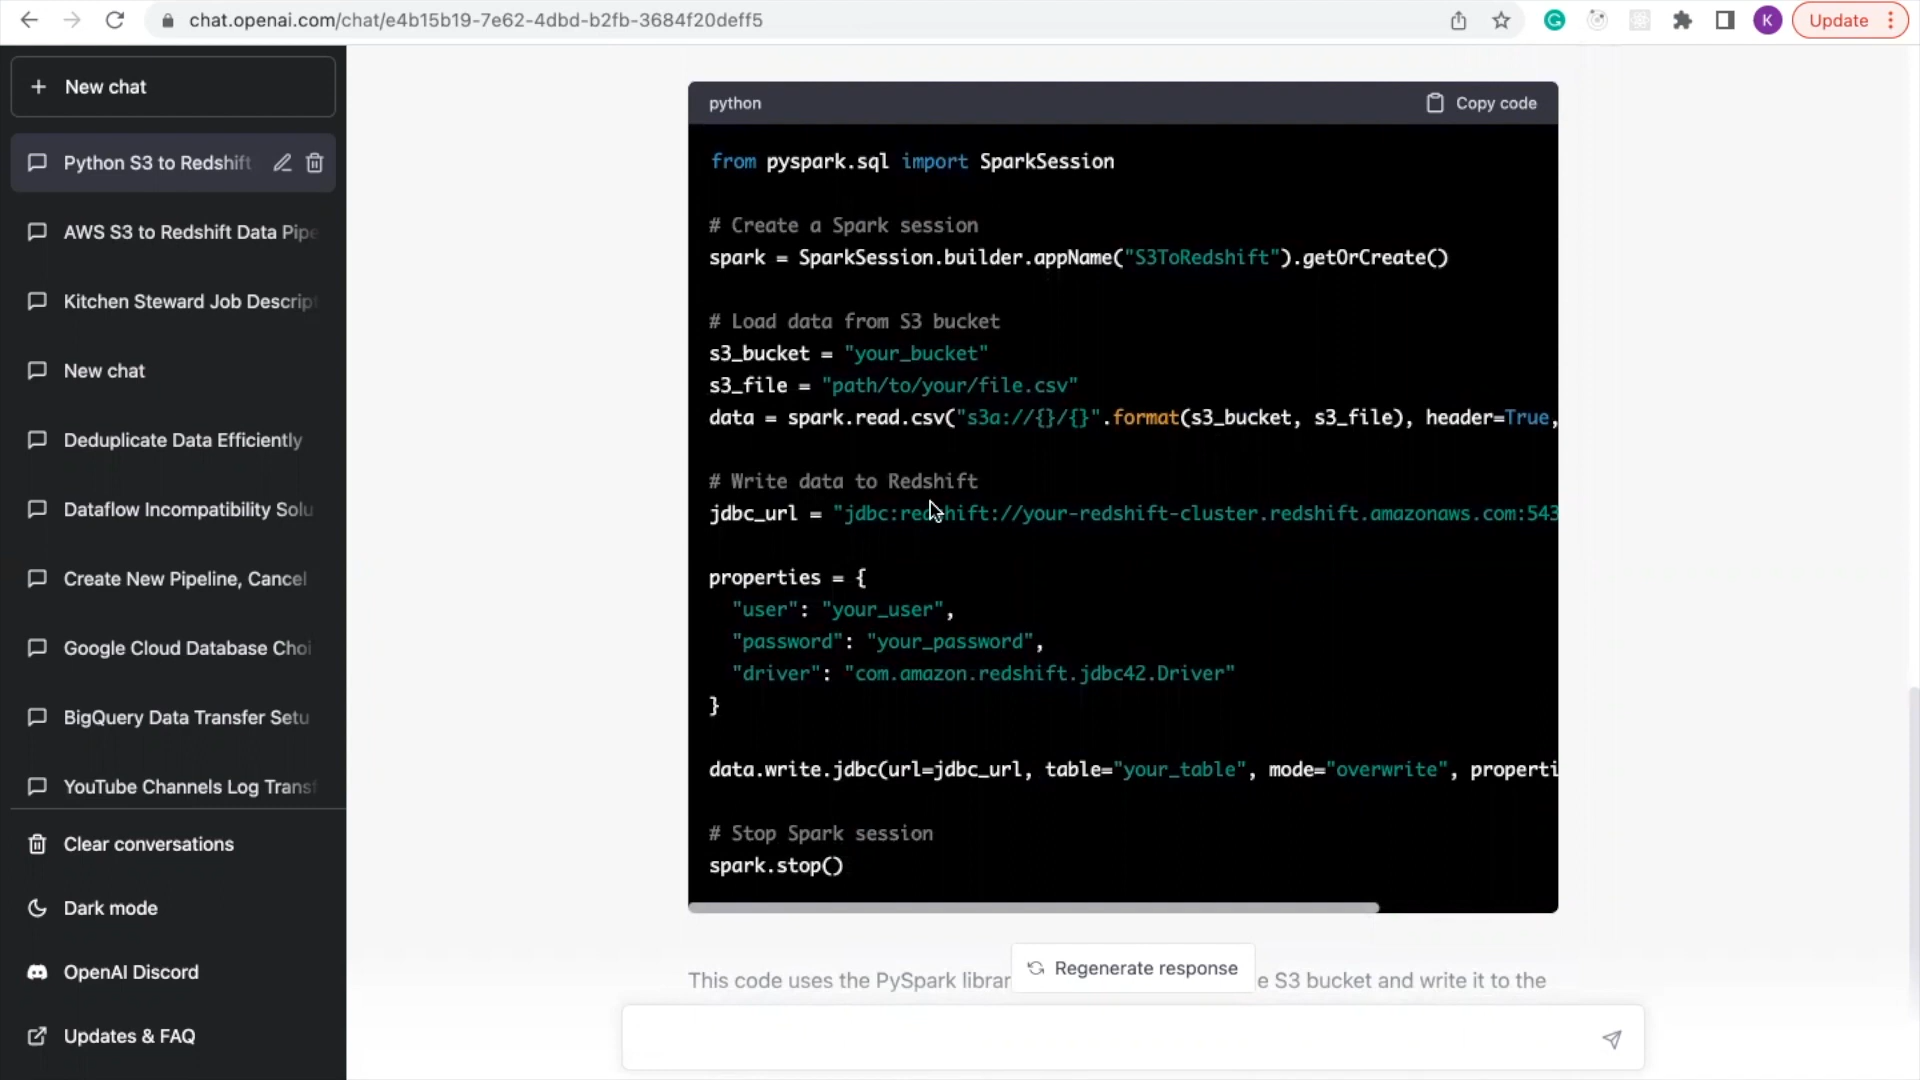 chat.openai.com/chat/e4b15b19-7e62-4dbd-b2fb-3684f20deff5
K
Update
New chat
Python S3 to Redshift
AWS S3 to Redshift Data Pipe
Kitchen Steward Job Descrip
New chat
Deduplicate Data Efficiently
Dataflow Incompatibility Solu
Create New Pipeline, Cancel
Google Cloud Database Choi
BigQuery Data Transfer Setu
YouTube Channels Log Transf
Clear conversations
Dark mode
OpenAI Discord
Updates & FAQ
python
Copy code
from pyspark.sql import SparkSession
# Create a Spark session
spark = SparkSession.builder.appName("S3ToRedshift").getOrCreate()
# Load data from S3 bucket
s3_bucket = "your_bucket"
s3_file = "path/to/your/file.csv"
data = spark.read.csv("s3a://{}/{}".format(s3_bucket, s3_file), header=True,
# Write data to Redshift
jdbc_url = "jdbc:redshift://your-redshift-cluster.redshift.amazonaws.com:543
properties = {
"user": "your_user",
"password": "your_password",
"driver": "com.amazon.redshift.jdbc42.Driver"
}
data.write.jdbc(url=jdbc_url, table="your_table", mode="overwrite", properti
# Stop Spark session
spark.stop()
This code uses the PySpark librar
e S3 bucket and write it to the
Regenerate response